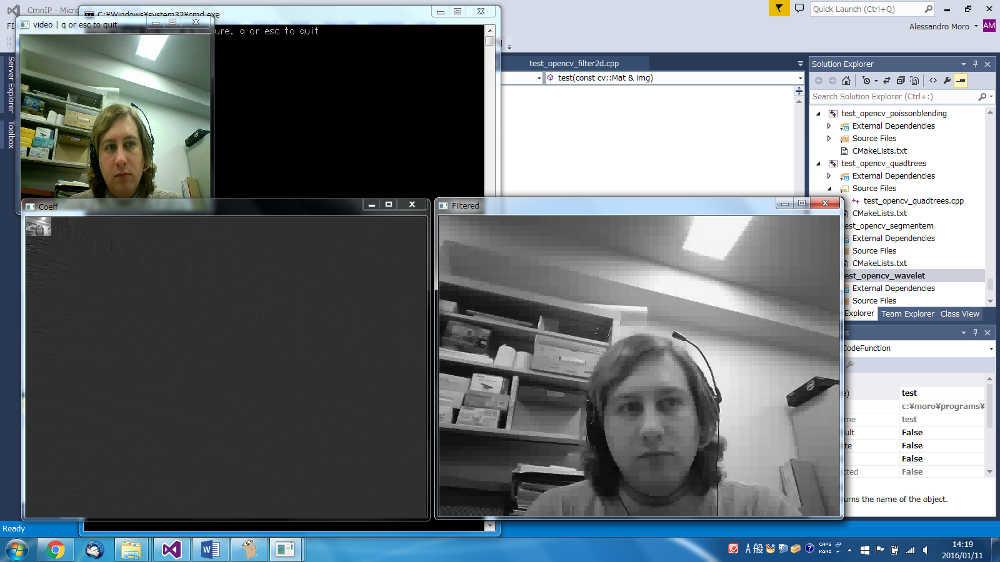 CmnIP - Micro
C:¥Windows¥system32¥cmd.exe
Quick Launch (Ctrl+Q)
video | q or esc to quit
ure. q or esc to quit
FI
Alessandro Moro
AM
Server Explorer
Toolbox
test_opencv_filter2d.cpp
test(const cv::Mat & img)
Solution Explorer
Search Solution Explorer (Ctrl+:)
test_opencv_poissonblending
External Dependencies
Source Files
CMakeLists.txt
test_opencv_quadtrees
External Dependencies
Source Files
test_opencv_quadtrees.cpp
CMakeLists.txt
est_opencv_segmentem
External Dependencies
Source Files
CMakeLists.txt
est_opencv_wavelet
External Dependencies
Source Files
Explorer
Team Explorer
Class View
Coeff
Filtered
s
CodeFunction
e)
test
c:¥moro¥programs¥
me
test
ult
False
te
False
False
cted
False
urns the name of the object.
Ready
A 般
CAPS
KANA
14:19
2016/01/11